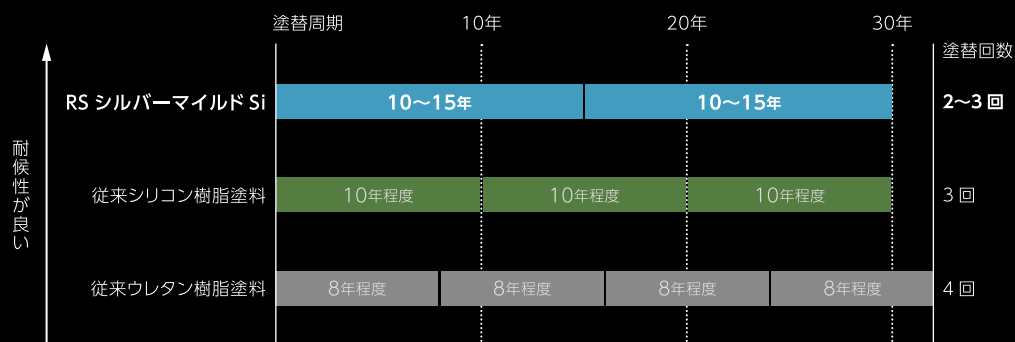 塗替周期
10年
20年
30年
塗替回数
RS シルバーマイルド Si
10〜15年
10〜15年
2〜3 回
従来シリコン樹脂塗料
10年程度
10年程度
10年程度
3 回
従来ウレタン樹脂塗料
8年程度
8年程度
8年程度
8年程度
4 回
耐候性が良い